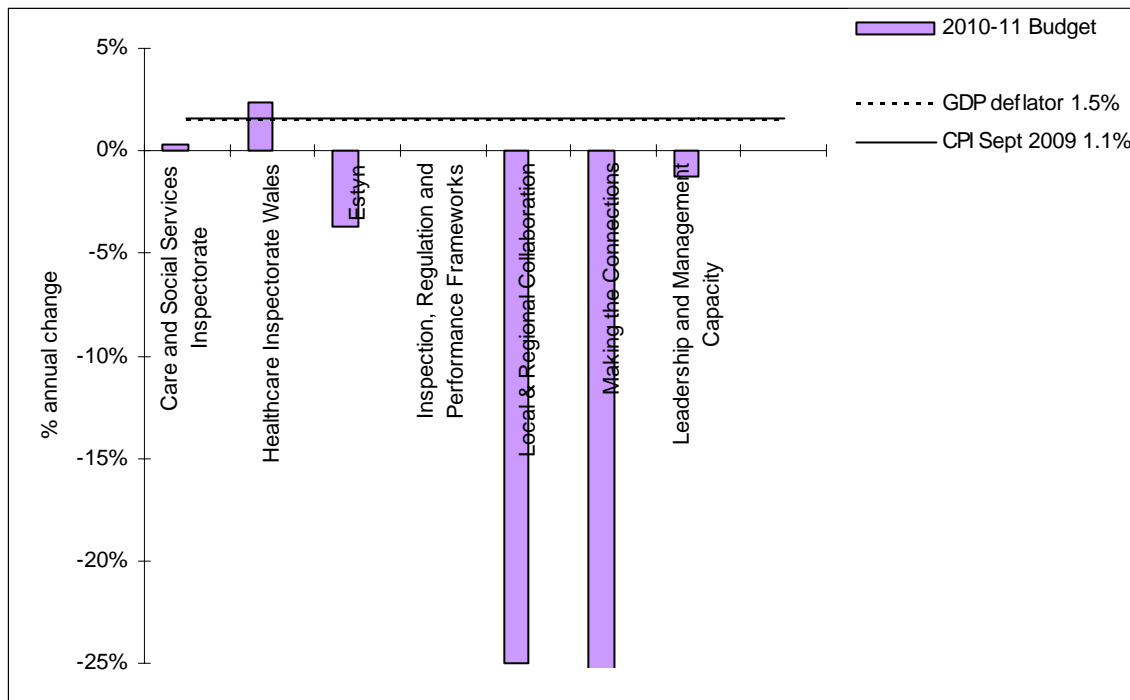 2010-11 Budget
GDP deflator 1.5%
CPI Sept 2009 1.1%
5%
0%
-5%
-10%
-15%
-20%
-25%
% annual change
Care and Social Services
Inspectorate
Healthcare Inspectorate Wales
Estyn
Inspection, Regulation and
Performance Frameworks
Local & Regional Collaboration
Making the Connections
Leadership and Management
Capacity